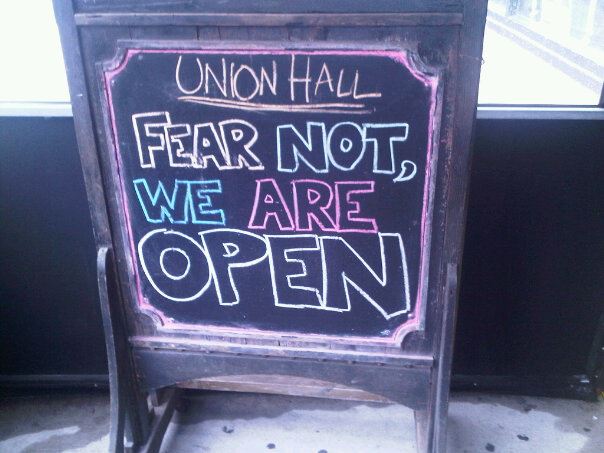 UNION HALL
FEAR NOT,
WE ARE
OPEN